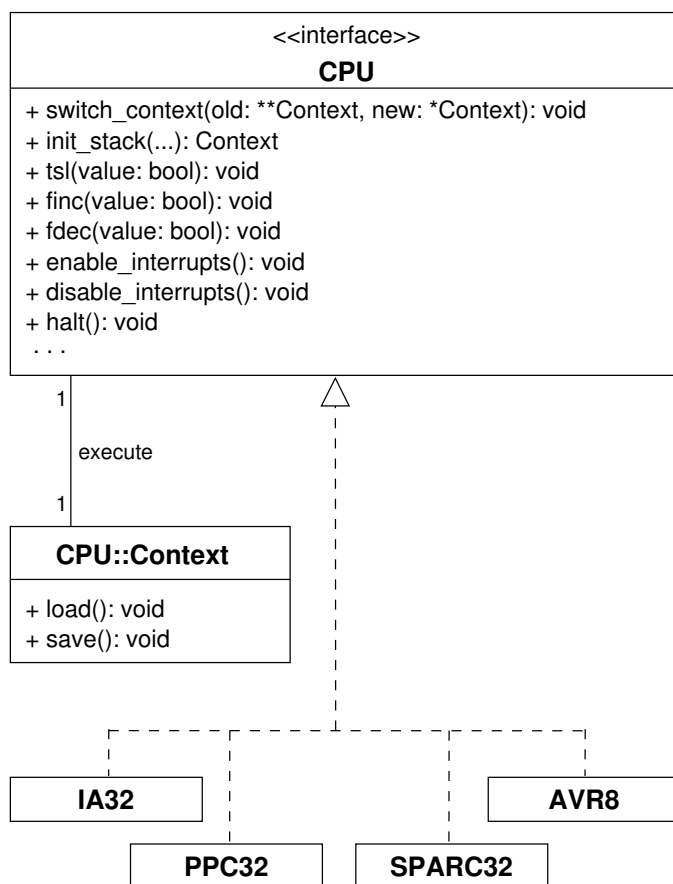 <<interface>>
CPU
+ switch_context(old: **Context, new: *Context): void
+ init_stack(...): Context
+ tsl(value: bool): void
+ finc(value: bool): void
+ fdec(value: bool): void
+ enable_interrupts(): void
+ disable_interrupts(): void
+ halt(): void
. . .
1
execute
1
CPU::Context
+ load(): void
+ save(): void
IA32
AVR8
PPC32
SPARC32